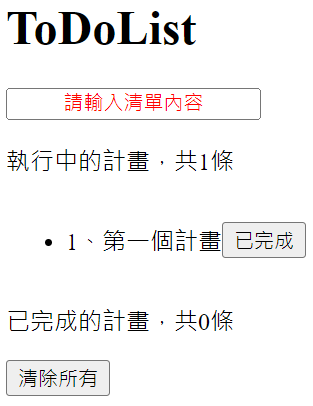 ToDoList
請輸入清單內容
執行中的計畫，共1條
1、第一個計畫 已完成
已完成的計畫，共0條
清除所有